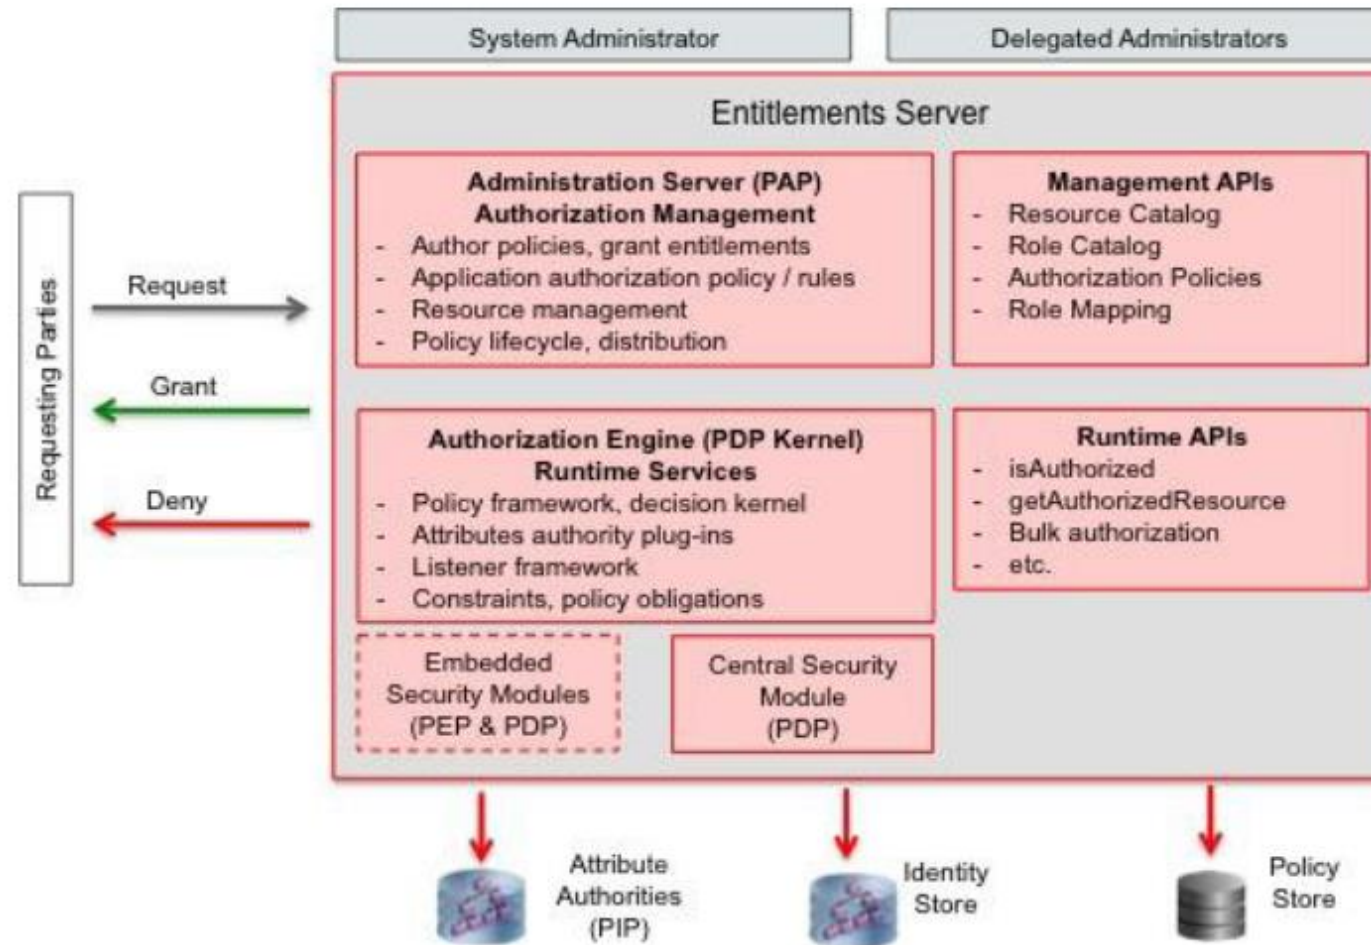 System Administrator
Delegated Administrators
Entitlements Server
Administration Server (PAP)
Authorization Management
- Author policies, grant entitlements
- Application authorization policy / rules
- Resource management
- Policy lifecycle, distribution
Management APIs
- Resource Catalog
- Role Catalog
- Authorization Policies
- Role Mapping
Requesting Parties
Request
Grant
Deny
Authorization Engine (PDP Kernel)
Runtime Services
- Policy framework, decision kernel
- Attributes authority plug-ins
- Listener framework
- Constraints, policy obligations
Runtime APIs
- isAuthorized
- getAuthorizedResource
- Bulk authorization
- etc.
Embedded
Security Modules
(PEP & PDP)
Central Security
Module
(PDP)
Attribute
Authorities
(PIP)
Identity
Store
Policy
Store